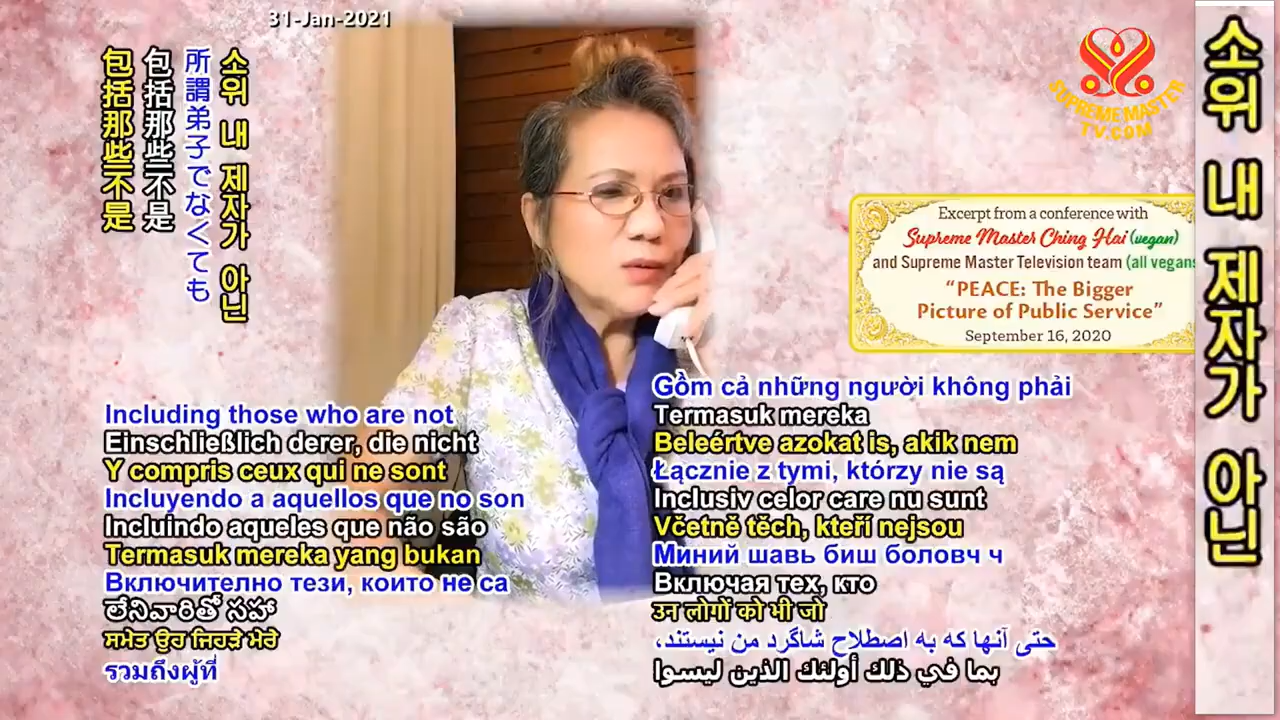 31-Jan-2021
소위 내 제자가 아닌
所謂弟子でなくても
包括那些不是
包括那些不是
SUPREME MASTER
TV.COM
Excerpt from a conference with
Supreme Master Ching Hai (vegan)
and Supreme Master Television team (all vegans
“PEACE: The Bigger
Picture of Public Service”
September 16, 2020
소위 내 제자가 아닌
Including those who are not
Einschließlich derer, die nicht
Y compris ceux qui ne sont
Incluyendo a aquellos que no son
Incluindo aqueles que não são
Termasuk mereka yang bukan
Включително тези, които не са
లేనివారితో సహా
ਸਮੇਤ ਉਹ ਜਿਹੜੇ ਮੇਰੇ
รวมถึงผู้ที่
Gồm cả những người không phải
Termasuk mereka
Beleértve azokat is, akik nem
Łącznie z tymi, którzy nie są
Inclusiv celor care nu sunt
Včetně těch, kteří nejsou
Миний шавь биш боловч ч
Включая тех, кто
उन लोगों को भी जो
حتی آنها که به اصطلاح شاگرد من نیستند،
بما في ذلك أولئك الذين ليسوا